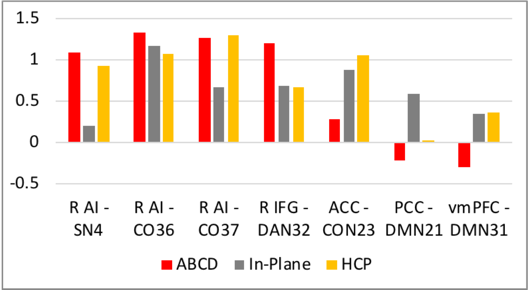 1.5
1
0.5
0
-0.5
R AI - R AI - R AI - R IFG - ACC - PCC - vmPFC -
SN4 CO36 CO37 DAN32 CON23 DMN21 DMN31
ABCD In-Plane HCP